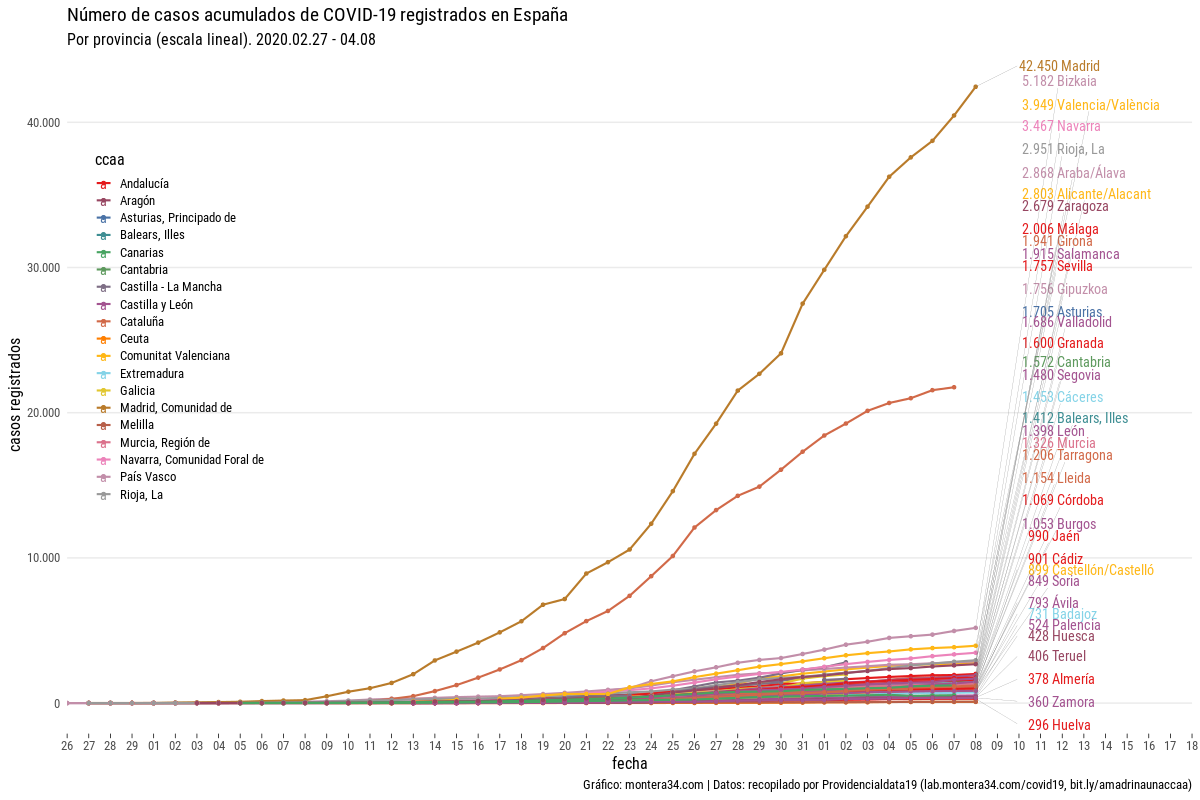 Número de casos acumulados de COVID-19 registrados en España
Por provincia (escala lineal). 2020.02.27 - 04.08
42.450 Madrid
5.182 Bizkaia
3.949 Valencia/València
3.467 Navarra
2.951 Rioja, La
2.868 Araba/Álava
2.803 Alicante/Alacant
2.679 Zaragoza
2.006 Málaga
1.941 Girona
1.915 Salamanca
1.757 Sevilla
1.756 Gipuzkoa
1.705 Asturias
1.686 Valladolid
1.600 Granada
1.572 Cantabria
1.480 Segovia
1.453 Cáceres
1.412 Balears, Illes
1.398 León
1.326 Murcia
1.206 Tarragona
1.154 Lleida
1.069 Córdoba
1.053 Burgos
990 Jaén
901 Cádiz
899 Castellón/Castelló
849 Soria
793 Ávila
731 Badajoz
524 Palencia
428 Huesca
406 Teruel
378 Almería
360 Zamora
296 Huelva
casos registrados
40.000
30.000
20.000
10.000
0
ccaa
Andalucía
Aragón
Asturias, Principado de
Balears, Illes
Canarias
Cantabria
Castilla - La Mancha
Castilla y León
Cataluña
Ceuta
Comunitat Valenciana
Extremadura
Galicia
Madrid, Comunidad de
Melilla
Murcia, Región de
Navarra, Comunidad Foral de
País Vasco
Rioja, La
26 27 28 29 01 02 03 04 05 06 07 08 09 10 11 12 13 14 15 16 17 18 19 20 21 22 23 24 25 26 27 28 29 30 31 01 02 03 04 05 06 07 08 09 10 11 12 13 14 15 16 17 18
fecha
Gráfico: montera34.com | Datos: recopilado por Providencialdata19 (lab.montera34.com/covid19, bit.ly/amadrinaunaccaa)